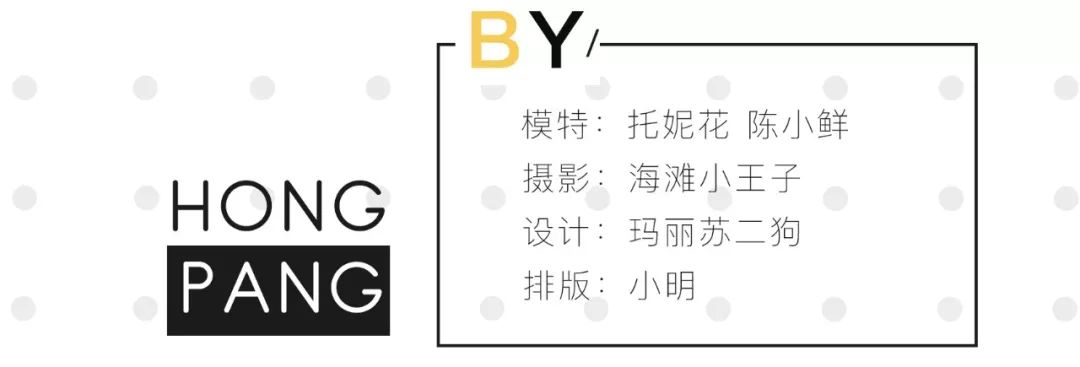 BY/
模特：托妮花 陈小鲜
摄影：海滩小王子
设计：玛丽苏二狗
排版：小明
HONG
PANG